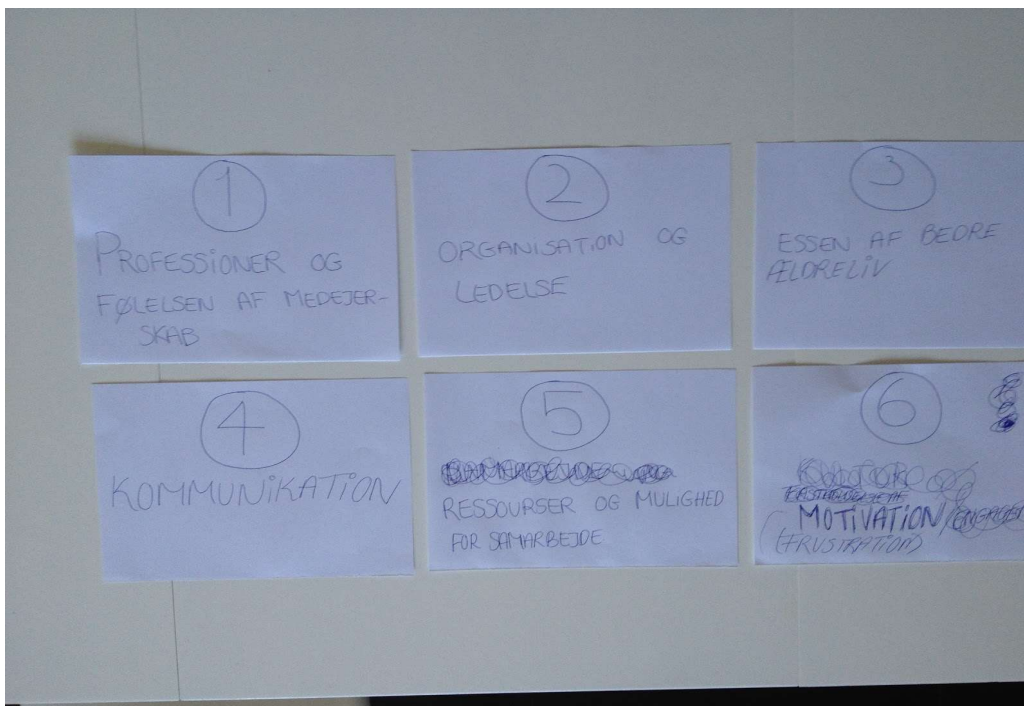 1
PROFESSIONER OG
FØLELSEN AF MEDEJER-
SKAB
2
ORGANISATION OG
LEDELSE
3
ESSEN AF BEDRE
ÆLDRELIV
4
KOMMUNIKATION
5
RESSOURSER OG MULIGHED
FOR SAMARBEJDE
6
MOTIVATION
(FRUSTRATION)